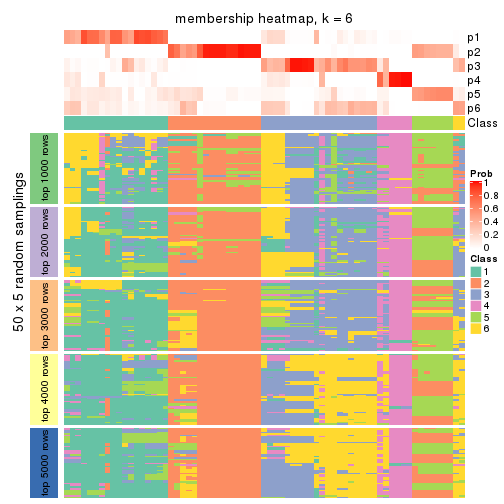 membership heatmap, k = 6
p1
p2
p3
p4
p5
p6
Class
50 x 5 random samplings
top 1000 rows
top 2000 rows
top 3000 rows
top 4000 rows
top 5000 rows
Prob
1
0.8
0.6
0.4
0.2
0
Class
1
2
3
4
5
6